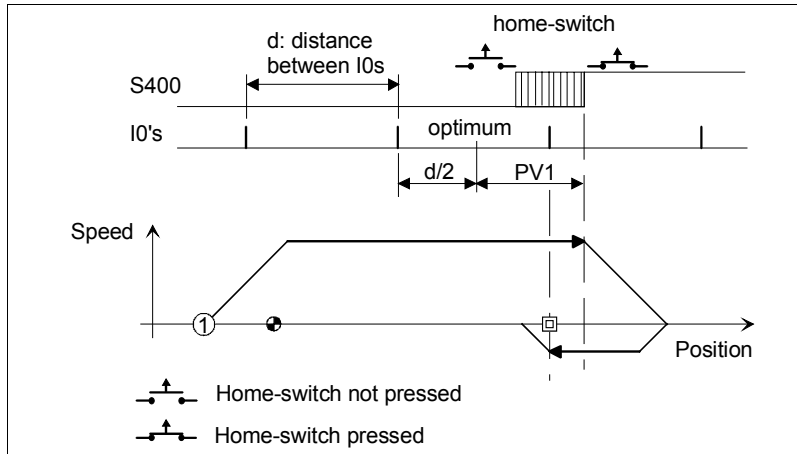 home-switch
d: distance
between I0s
S400
I0's
optimum
d/2
PV1
Speed
1
Position
Home-switch not pressed
Home-switch pressed